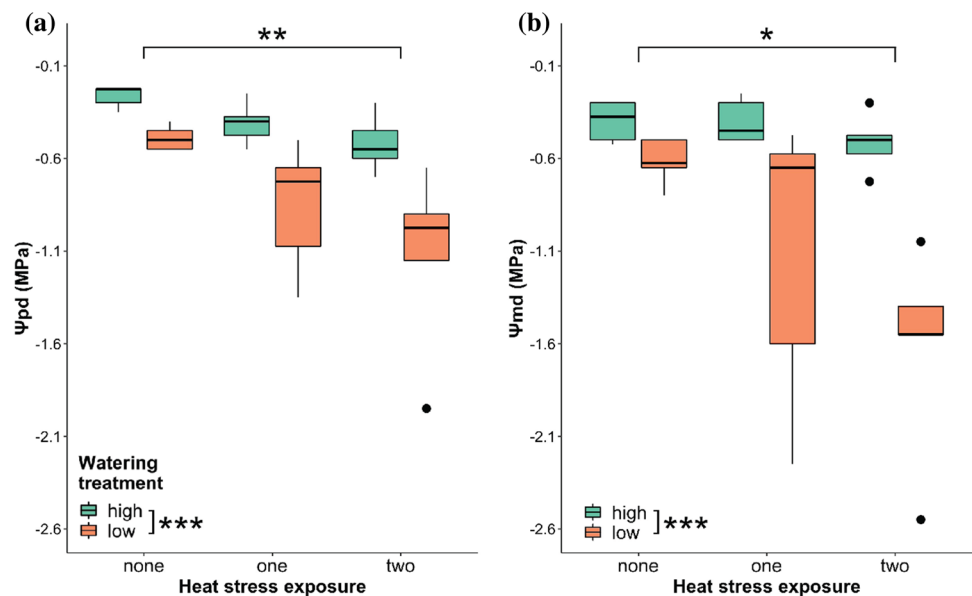 (a)
**
-0.1
-0.6
-1.1
-1.6
-2.1
-2.6
Ψpd (MPa)
Watering
treatment
high
low
***
none one two
Heat stress exposure
(b)
*
-0.1
-0.6
-1.1
-1.6
-2.1
-2.6
Ψmd (MPa)
high
low
***
none one two
Heat stress exposure